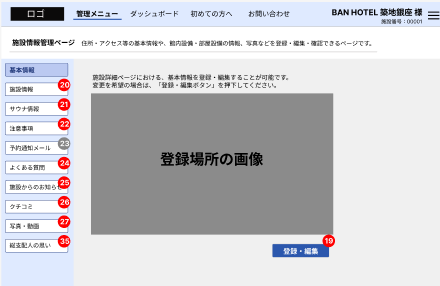 ロゴ 管理メニュー ダッシュボード 初めての方へ お問い合わせ BAN HOTEL 築地銀座 様
施設番号：00001
施設情報管理ページ 住所・アクセス等の基本情報や、館内設備・部屋設備の情報、写真などを登録・編集・確認できるページです。
基本情報
施設情報 20
サウナ情報 21
注意事項 22
予約通知メール 23
よくある質問 24
施設からのお知らせ 25
クチコミ 26
写真・動画 27
総支配人の思い 35
施設詳細ページにおける、基本情報を登録・編集することが可能です。
変更を希望の場合は、「登録・編集ボタン」を押下してください。
登録場所の画像
登録・編集 19